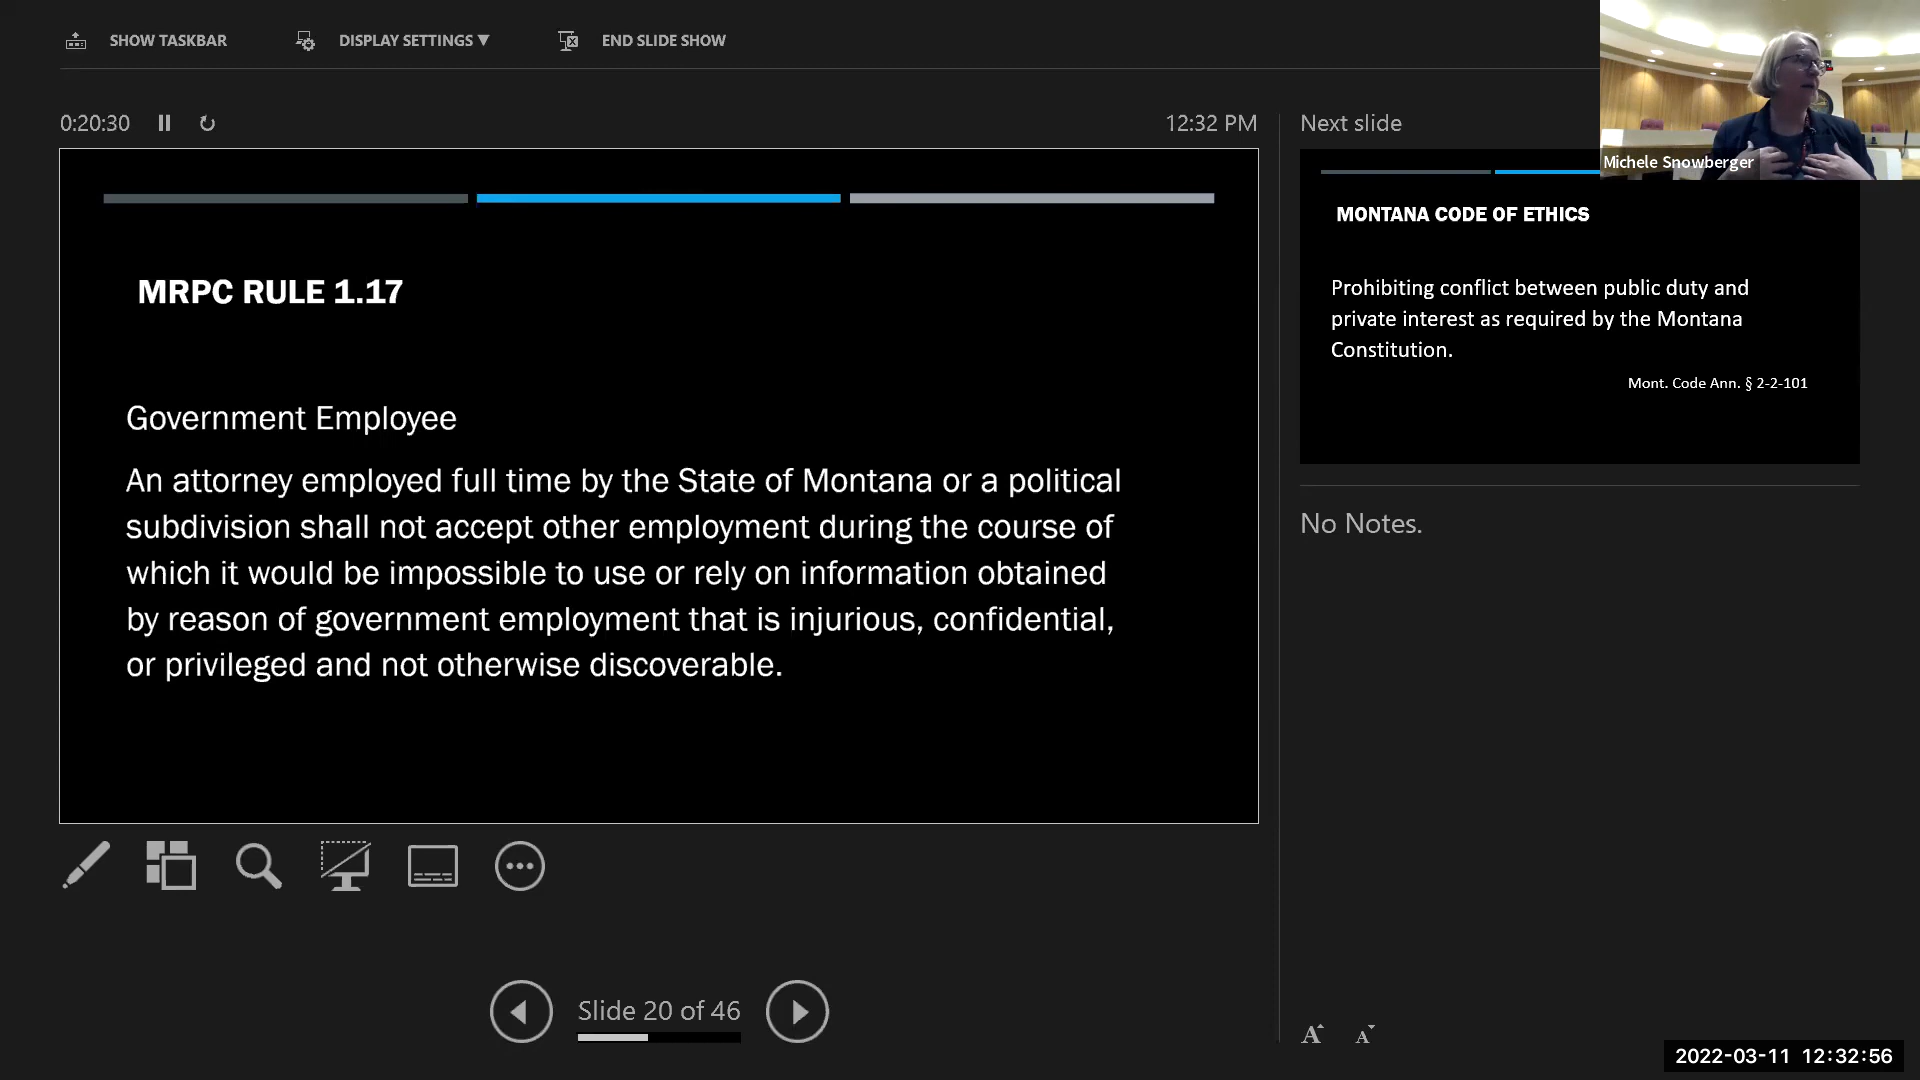 SHOW TASKBAR
DISPLAY SETTINGS ▼
END SLIDE SHOW
0:20:30
12:32 PM
MRPC RULE 1.17
Government Employee
An attorney employed full time by the State of Montana or a political
subdivision shall not accept other employment during the course of
which it would be impossible to use or rely on information obtained
by reason of government employment that is injurious, confidential,
or privileged and not otherwise discoverable.
Slide 20 of 46
Next slide
Michele Snowberger
MONTANA CODE OF ETHICS
Prohibiting conflict between public duty and
private interest as required by the Montana
Constitution.
Mont. Code Ann. § 2-2-101
No Notes.
A A
2022-03-11 12:32:56